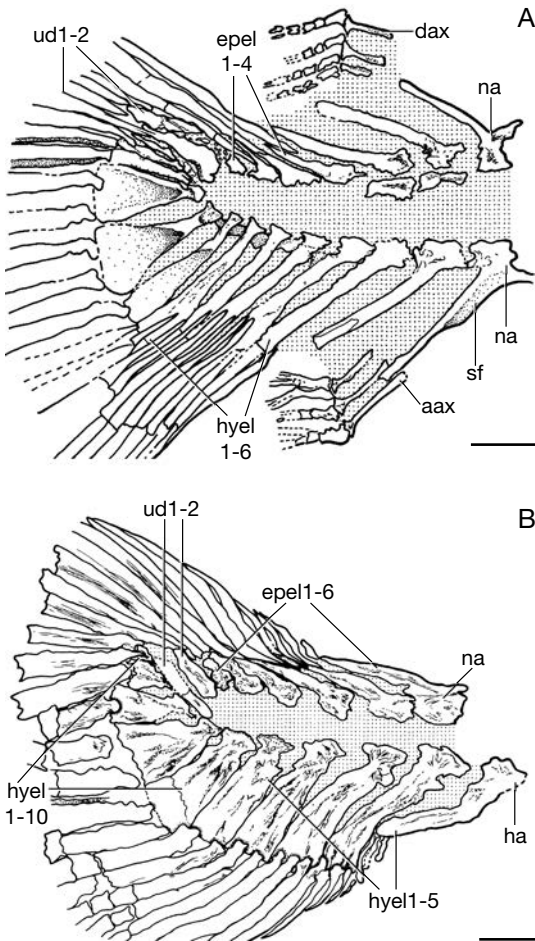 A
ud1-2
epel
1-4
dax
na
na
sf
aax
hyel
1-6
B
ud1-2
epel1-6
na
hyel
1-10
ha
hyel1-5